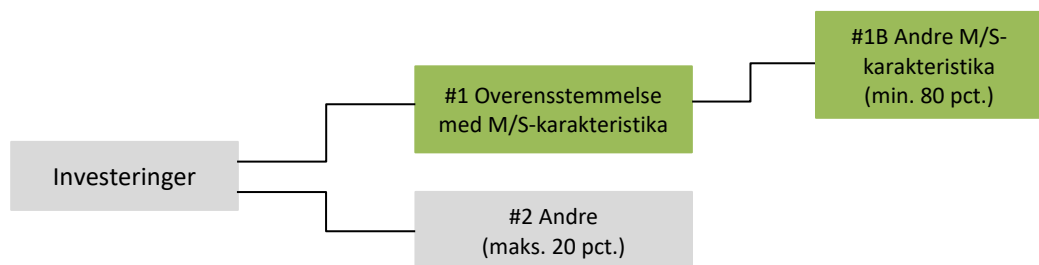 Investeringer
#1 Overensstemmelse
med M/S-karakteristika
#1B Andre M/S-
karakteristika
(min. 80 pct.)
#2 Andre
(maks. 20 pct.)